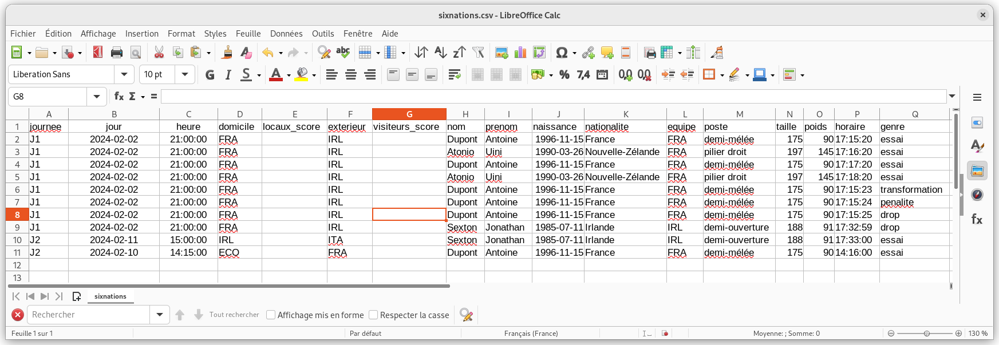 sixnations.csv - LibreOffice Calc
Fichier Édition Affichage Insertion Format Styles Feuille Données Outils Fenêtre Aide
Liberation Sans 10 pt G I S A % 7,4 0,0 0,0
G8 fx Σ =
A B C D E F G H I J K L M N O P Q
1 journee jour heure domicile locaux_score exterieur visiteurs_score nom prenom naissance nationalite equipe poste taille poids horaire genre
2 J1 2024-02-02 21:00:00 FRA IRL Dupont Antoine 1996-11-15 France FRA demi-mélée 175 90 17:15:20 essai
3 J1 2024-02-02 21:00:00 FRA IRL Atonio Uini 1990-03-26 Nouvelle-Zélande FRA pilier droit 197 145 17:16:20 essai
4 J1 2024-02-02 21:00:00 FRA IRL Dupont Antoine 1996-11-15 France FRA demi-mélée 175 90 17:17:20 essai
5 J1 2024-02-02 21:00:00 FRA IRL Atonio Uini 1990-03-26 Nouvelle-Zélande FRA pilier droit 197 145 17:18:20 essai
6 J1 2024-02-02 21:00:00 FRA IRL Dupont Antoine 1996-11-15 France FRA demi-mélée 175 90 17:15:23 transformation
7 J1 2024-02-02 21:00:00 FRA IRL Dupont Antoine 1996-11-15 France FRA demi-mélée 175 90 17:15:24 penalite
8 J1 2024-02-02 21:00:00 FRA IRL Dupont Antoine 1996-11-15 France FRA demi-mélée 175 90 17:15:25 drop
9 J1 2024-02-02 21:00:00 FRA IRL Sexton Jonathan 1985-07-11 Irlande IRL demi-ouverture 188 91 17:32:59 drop
10 J2 2024-02-11 15:00:00 IRL ITA Sexton Jonathan 1985-07-11 Irlande IRL demi-ouverture 188 91 17:33:00 essai
11 J2 2024-02-10 14:15:00 ECO FRA Dupont Antoine 1996-11-15 France FRA demi-mélée 175 90 14:16:00 essai
12
13
sixnations
Rechercher Tout rechercher Affichage mis en forme Respecter la casse
Feuille 1 sur 1 Par défaut Français (France) Moyenne: ; Somme: 0 130 %